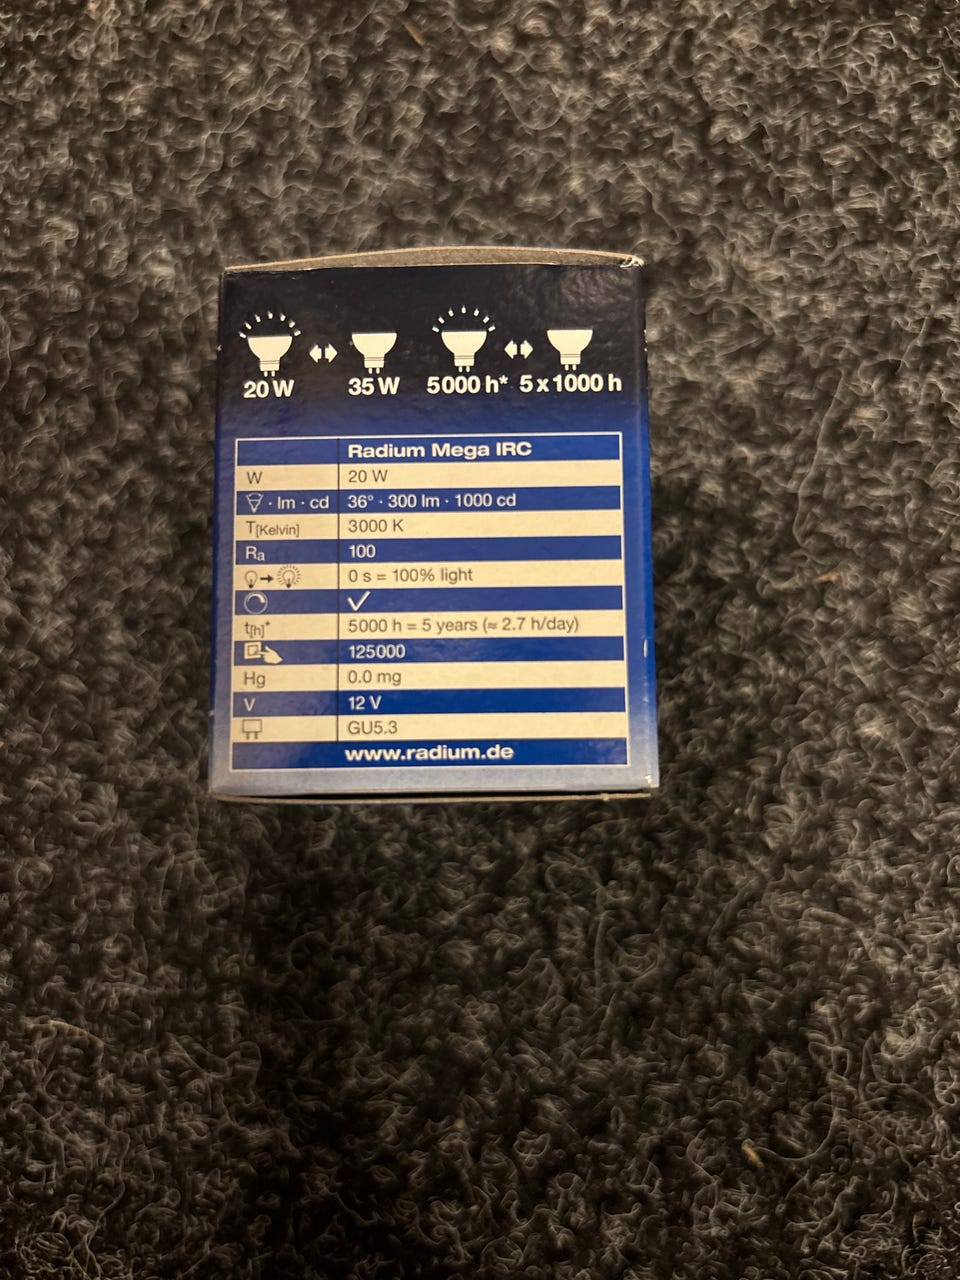 20 W 35 W 5000 h* 5 x 1000 h
Radium Mega IRC
W 20 W
· lm · cd 36° · 300 lm · 1000 cd
T[Kelvin] 3000 K
Ra 100
0 s = 100% light
t[h]* 5000 h = 5 years (≈ 2.7 h/day)
125000
Hg 0.0 mg
V 12 V
GU5.3
www.radium.de